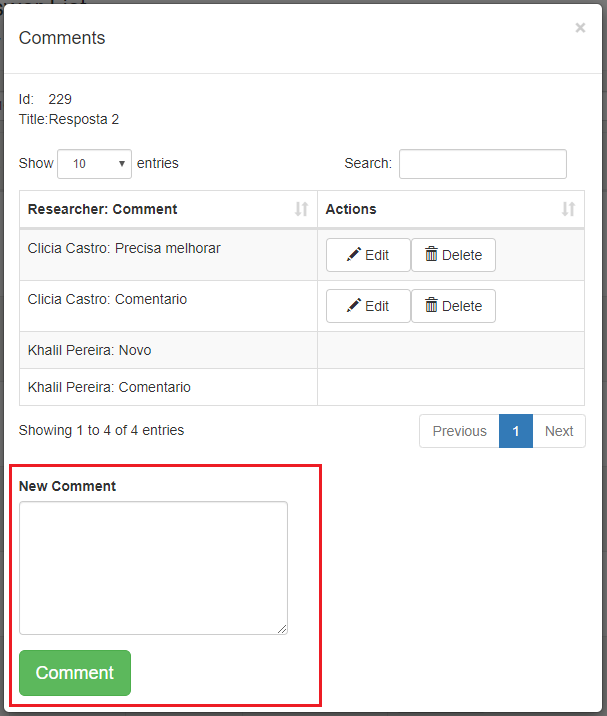 Comments ×
Id: 229
Title:Resposta 2
Show 10 entries Search:
Researcher: Comment Actions
Clicia Castro: Precisa melhorar Edit Delete
Clicia Castro: Comentario Edit Delete
Khalil Pereira: Novo
Khalil Pereira: Comentario
Showing 1 to 4 of 4 entries Previous 1 Next
New Comment
Comment